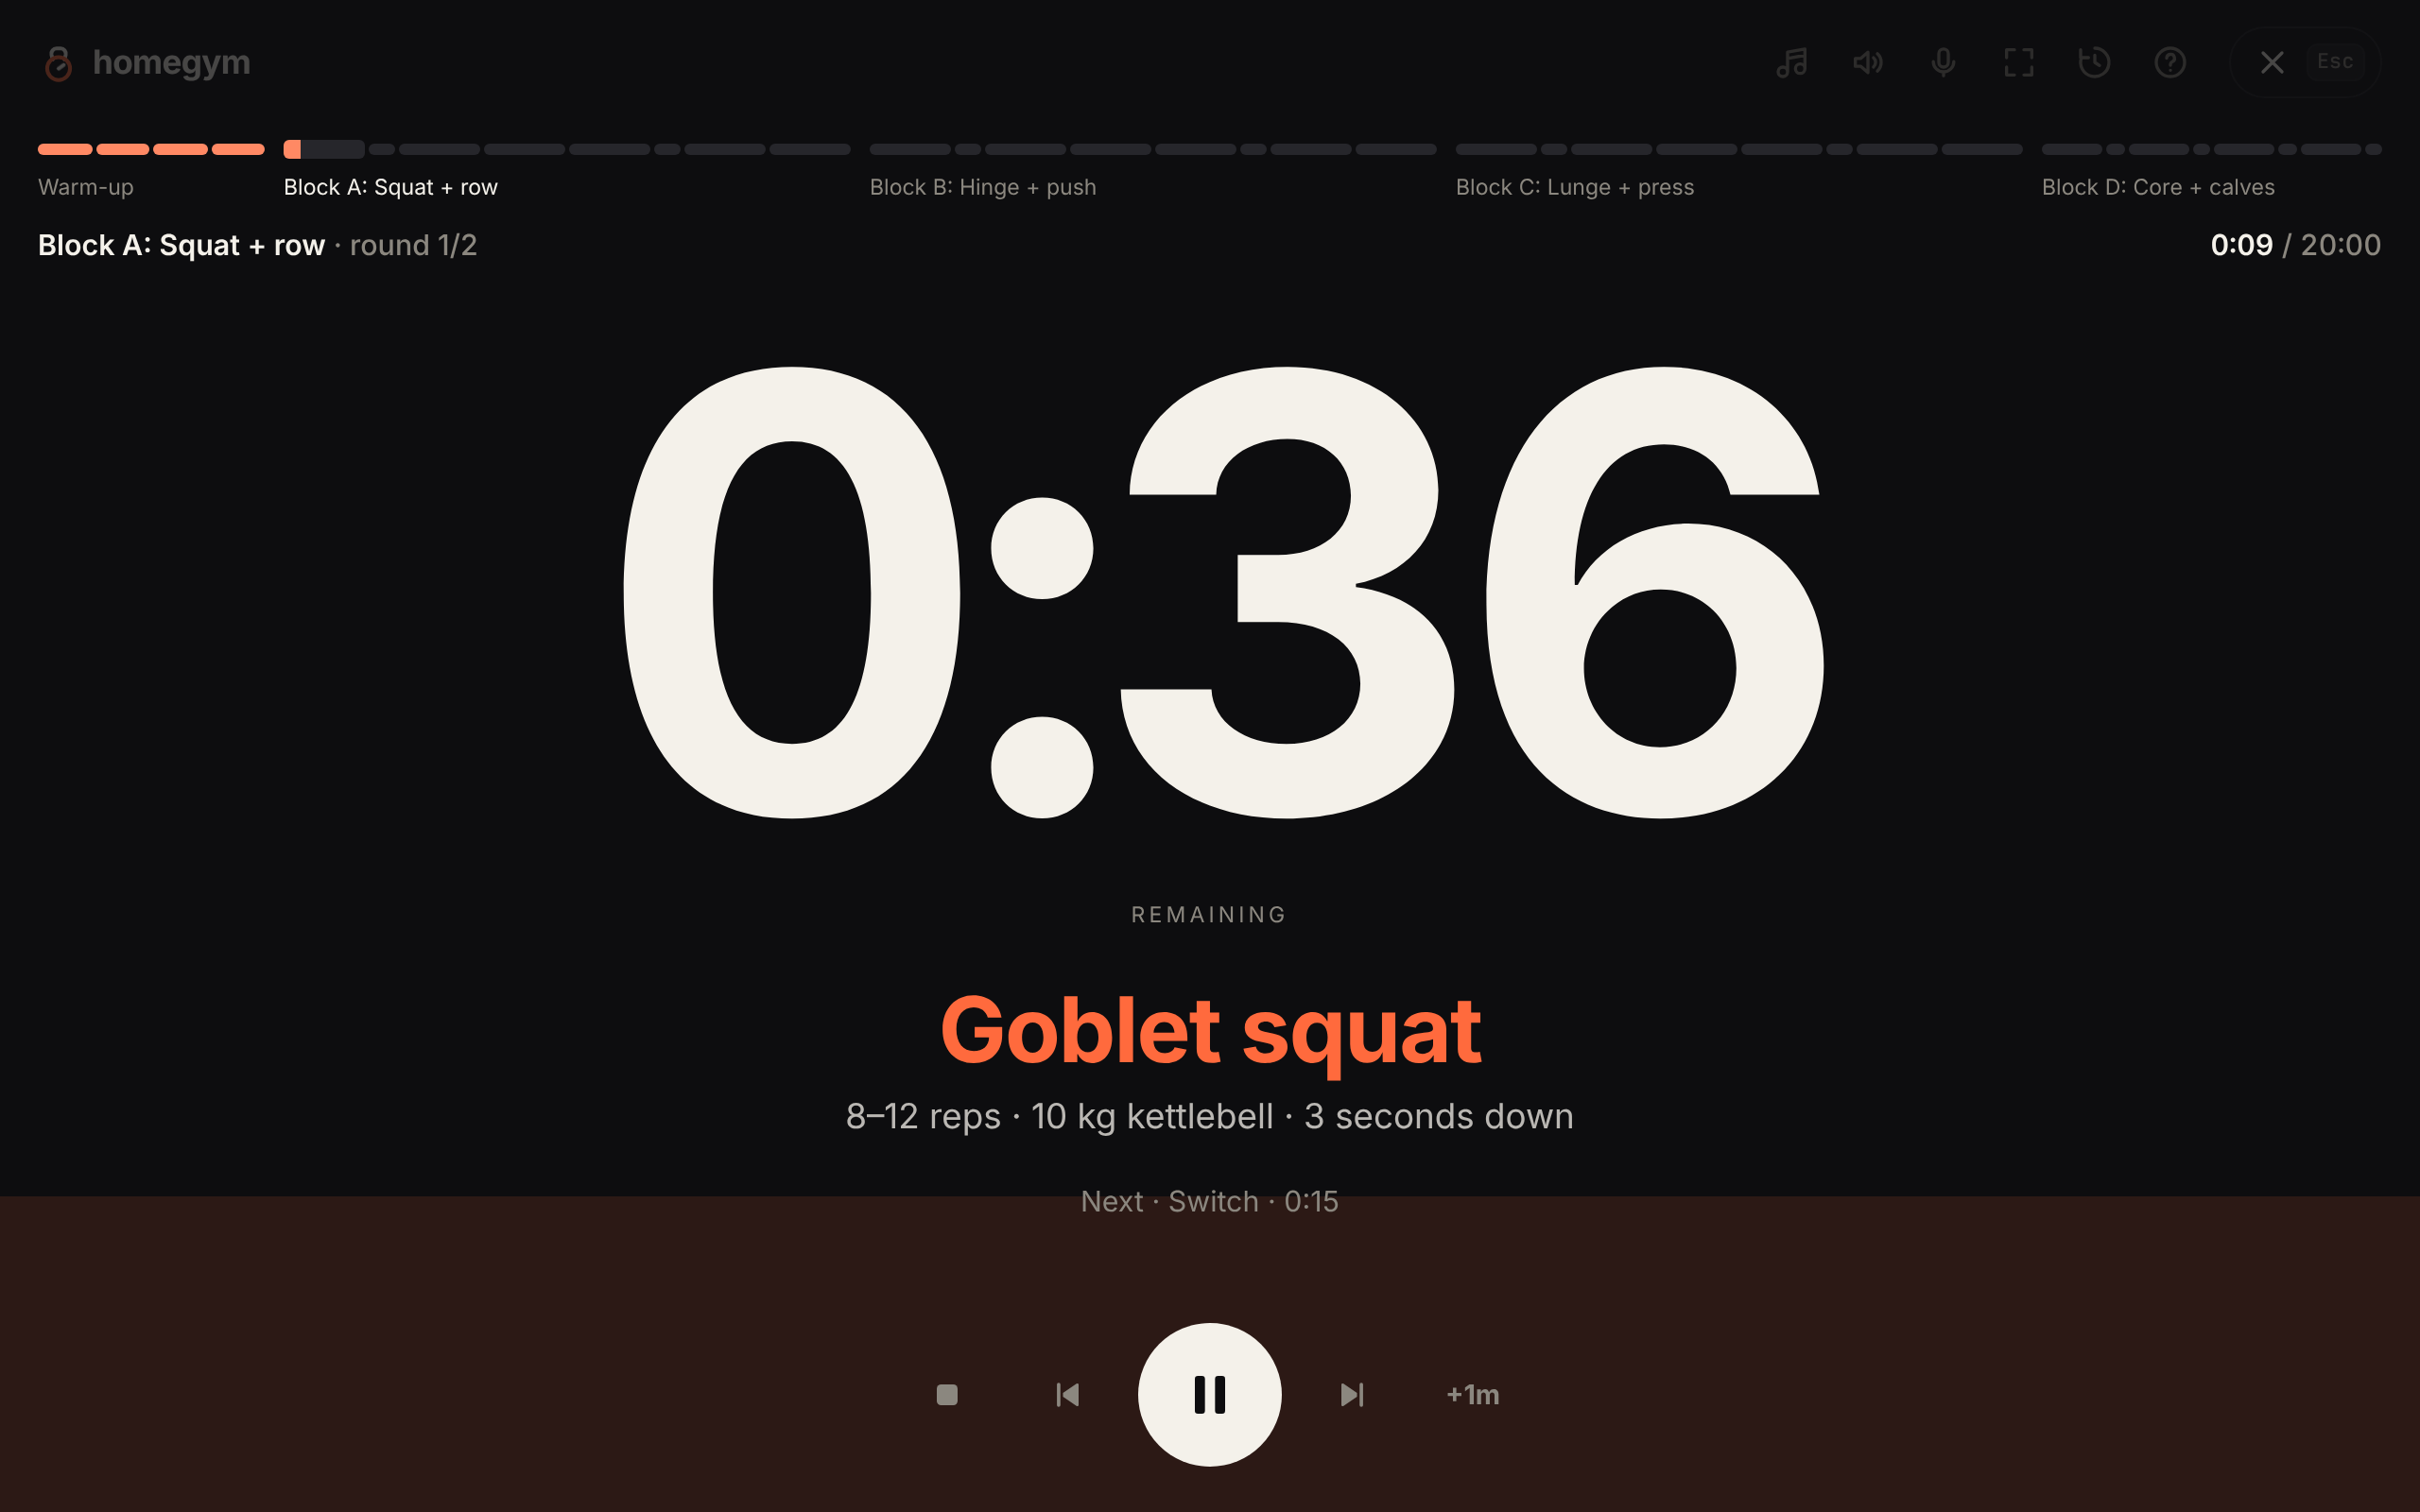 homegym
Esc
Warm-up
Block A: Squat + row
Block B: Hinge + push
Block C: Lunge + press
Block D: Core + calves
Block A: Squat + row · round 1/2
0:09 / 20:00
0:36
REMAINING
Goblet squat
8–12 reps · 10 kg kettlebell · 3 seconds down
Next · Switch · 0:15
+1m